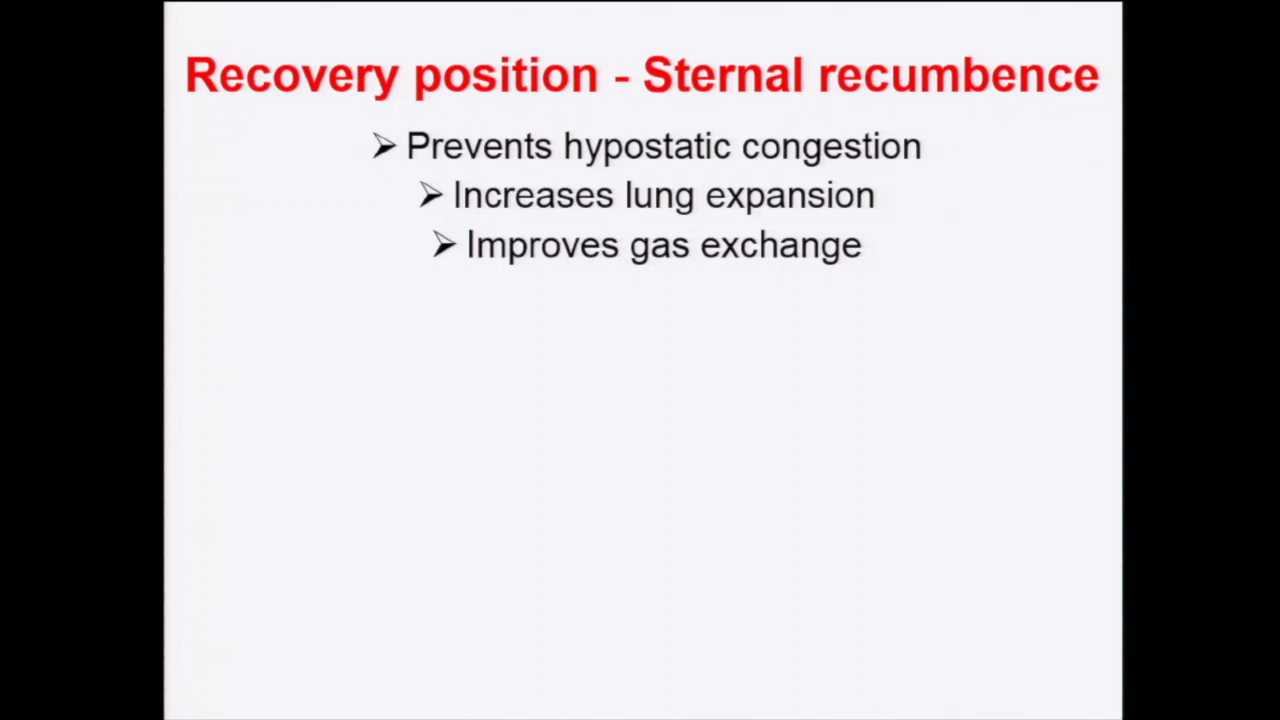 Recovery position - Sternal recumbence
➢ Prevents hypostatic congestion
➢ Increases lung expansion
➢ Improves gas exchange